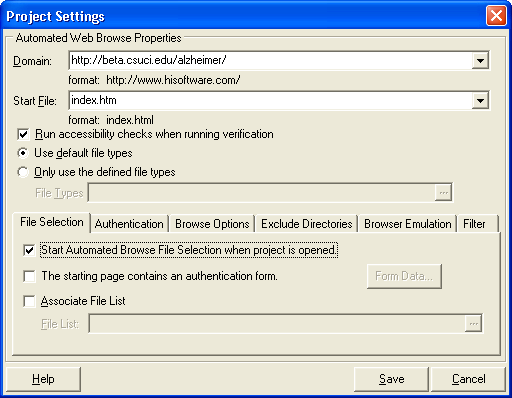 Project Settings
Automated Web Browse Properties
Domain: http://beta.csuci.edu/alzheimer/
format: http://www.hisoftware.com/
Start File: index.htm
format: index.html
Run accessibility checks when running verification
Use default file types
Only use the defined file types
File Types ...
File Selection Authentication Browse Options Exclude Directories Browser Emulation Filter
Start Automated Browse File Selection when project is opened.
The starting page contains an authentication form. Form Data...
Associate File List
File List: ...
Help Save Cancel